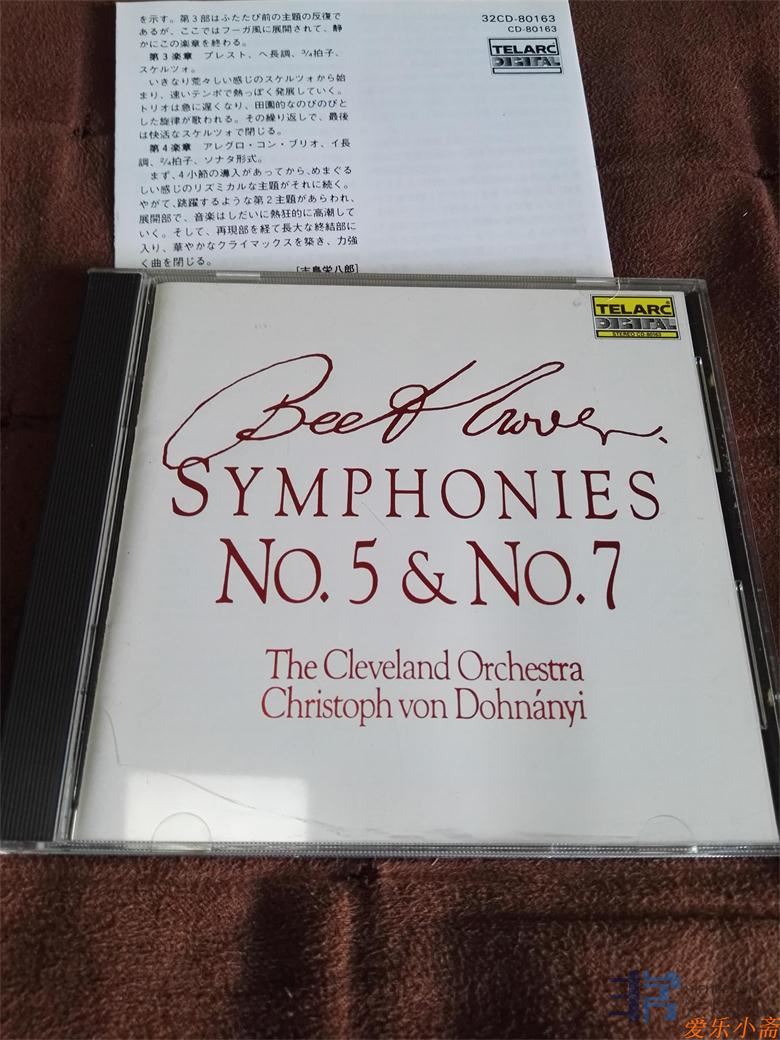 を示す。第3部はふたたび前の主題の反復で
あるが、ここではフーガ風に展開されて、静
かにこの楽章を終わる。
第3楽章 プレスト、ヘ長調、3/4拍子、
スケルツォ。
いきなり荒々しい感じのスケルツォから始
まり、速いテンポで熱っぽく発展していく。
トリオは急に遅くなり、田園的なのびのびと
した旋律が歌われる。その繰り返しで、最後
は快活なスケルツォで閉じる。
第4楽章 アレグロ・コン・ブリオ、イ長
調、2/4拍子、ソナタ形式。
まず、4小節の導入があってから、めまぐる
しい感じのリズミカルな主題がそれに続く。
やがて、跳躍するような第2主題があらわれ、
展開部で、音楽はしだいに熱狂的に高潮して
いく。そして、再現部を経て長大な終結部に
入り、華やかなクライマックスを築き、力強
く曲を閉じる。
栄八郎]
32CD-80163
CD-80163
TELARC
DIGITAL
TELARC
DIGITAL
STEREO CD-80163
Beethoven
SYMPHONIES
NO. 5 & NO. 7
The Cleveland Orchestra
Christoph von Dohnányi
爱乐小斋